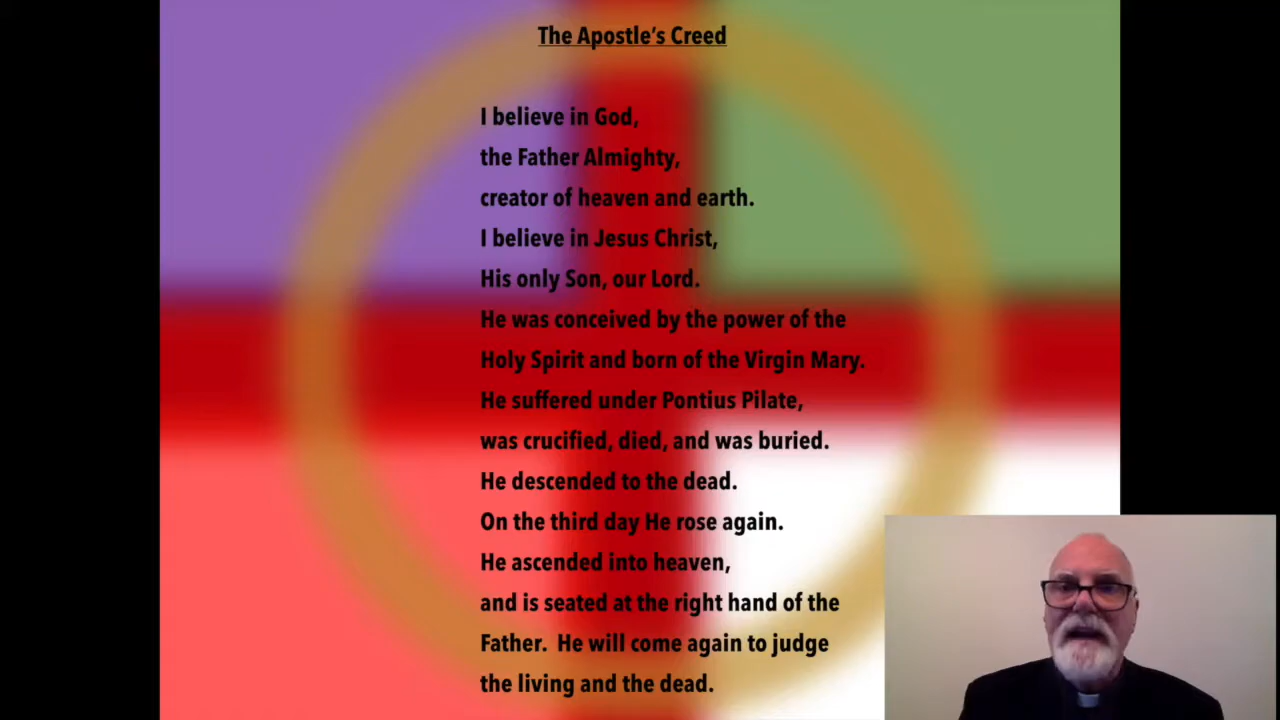 The Apostle's Creed
I believe in God,
the Father Almighty,
creator of heaven and earth.
I believe in Jesus Christ,
His only Son, our Lord.
He was conceived by the power of the
Holy Spirit and born of the Virgin Mary.
He suffered under Pontius Pilate,
was crucified, died, and was buried.
He descended to the dead.
On the third day He rose again.
He ascended into heaven,
and is seated at the right hand of the
Father.  He will come again to judge
the living and the dead.